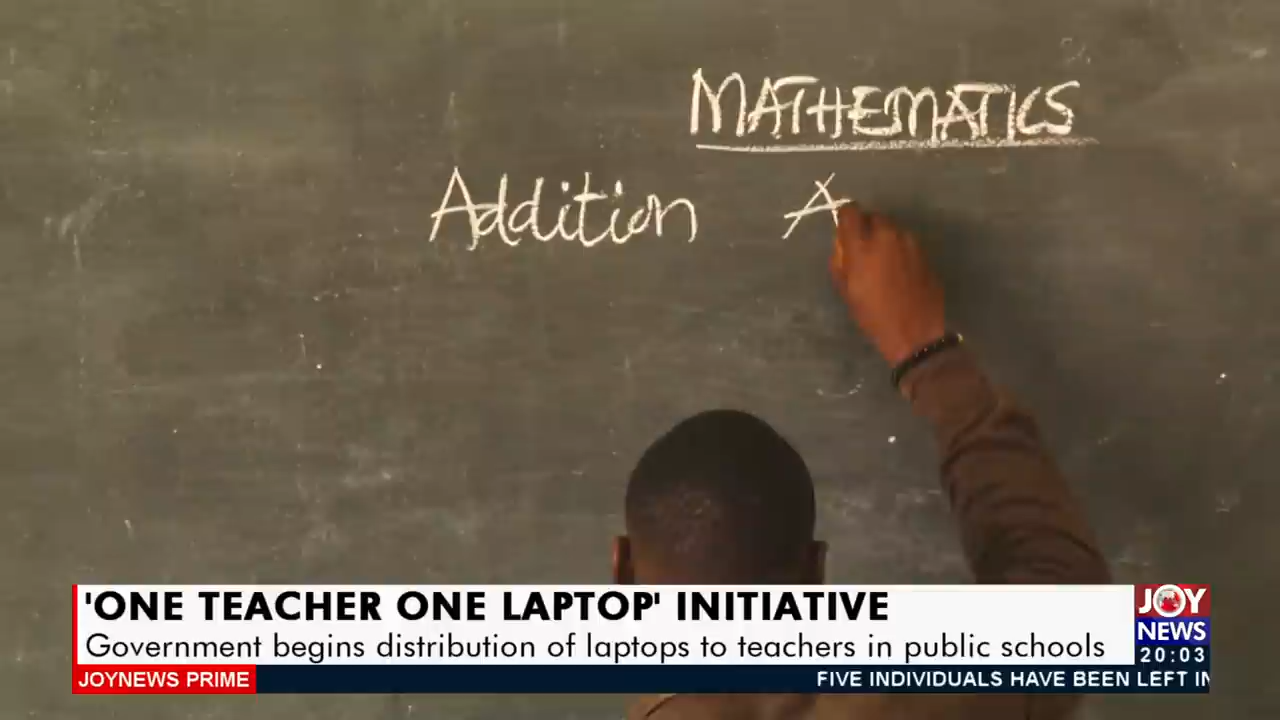 MATHEMATICS
Addition A
'ONE TEACHER ONE LAPTOP' INITIATIVE
Government begins distribution of laptops to teachers in public schools
JOY
NEWS
20:03
JOYNEWS PRIME
FIVE INDIVIDUALS HAVE BEEN LEFT IN